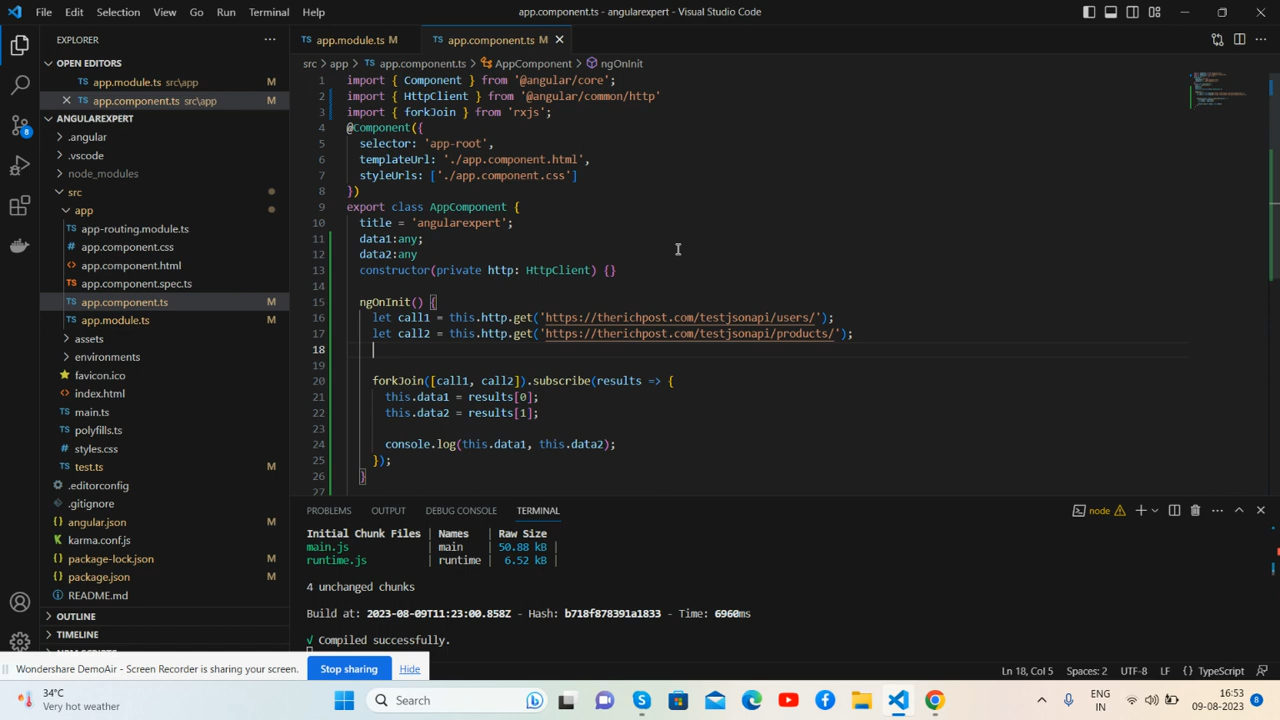 File Edit Selection View Go Run Terminal Help
app.component.ts - angularexpert - Visual Studio Code
EXPLORER
OPEN EDITORS
app.module.ts src\app M
app.component.ts src\app M
ANGULAREXPERT
.angular
.vscode
node_modules
src
app
app-routing.module.ts
app.component.css
app.component.html
app.component.spec.ts
app.component.ts M
app.module.ts M
assets
environments
favicon.ico
index.html
main.ts
polyfills.ts
styles.css
test.ts M
.editorconfig
.gitignore
angular.json M
karma.conf.js
package-lock.json M
package.json M
README.md
OUTLINE
TIMELINE
8
app.module.ts M
app.component.ts M
src > app > app.component.ts > AppComponent > ngOnInit
1 import { Component } from '@angular/core';
2 import { HttpClient } from '@angular/common/http'
3 import { forkJoin } from 'rxjs';
4 @Component({
5 selector: 'app-root',
6 templateUrl: './app.component.html',
7 styleUrls: ['./app.component.css']
8 })
9 export class AppComponent {
10 title = 'angularexpert';
11 data1:any;
12 data2:any
13 constructor(private http: HttpClient) {}
14
15 ngOnInit() {
16 let call1 = this.http.get('https://therichpost.com/testjsonapi/users/');
17 let call2 = this.http.get('https://therichpost.com/testjsonapi/products/');
18
19
20 forkJoin([call1, call2]).subscribe(results => {
21 this.data1 = results[0];
22 this.data2 = results[1];
23
24 console.log(this.data1, this.data2);
25 });
26 }
27
PROBLEMS OUTPUT DEBUG CONSOLE TERMINAL
node
Initial Chunk Files | Names | Raw Size
main.js | main | 50.88 kB |
runtime.js | runtime | 6.52 kB |
4 unchanged chunks
Build at: 2023-08-09T11:23:00.858Z - Hash: b718f878391a1833 - Time: 6960ms
√ Compiled successfully.
Wondershare DemoAir - Screen Recorder is sharing your screen. Stop sharing Hide
Ln 18, Col 5 Spaces: 2 UTF-8 LF {} TypeScript
34°C
Very hot weather
Search
ENG
IN
16:53
09-08-2023
8